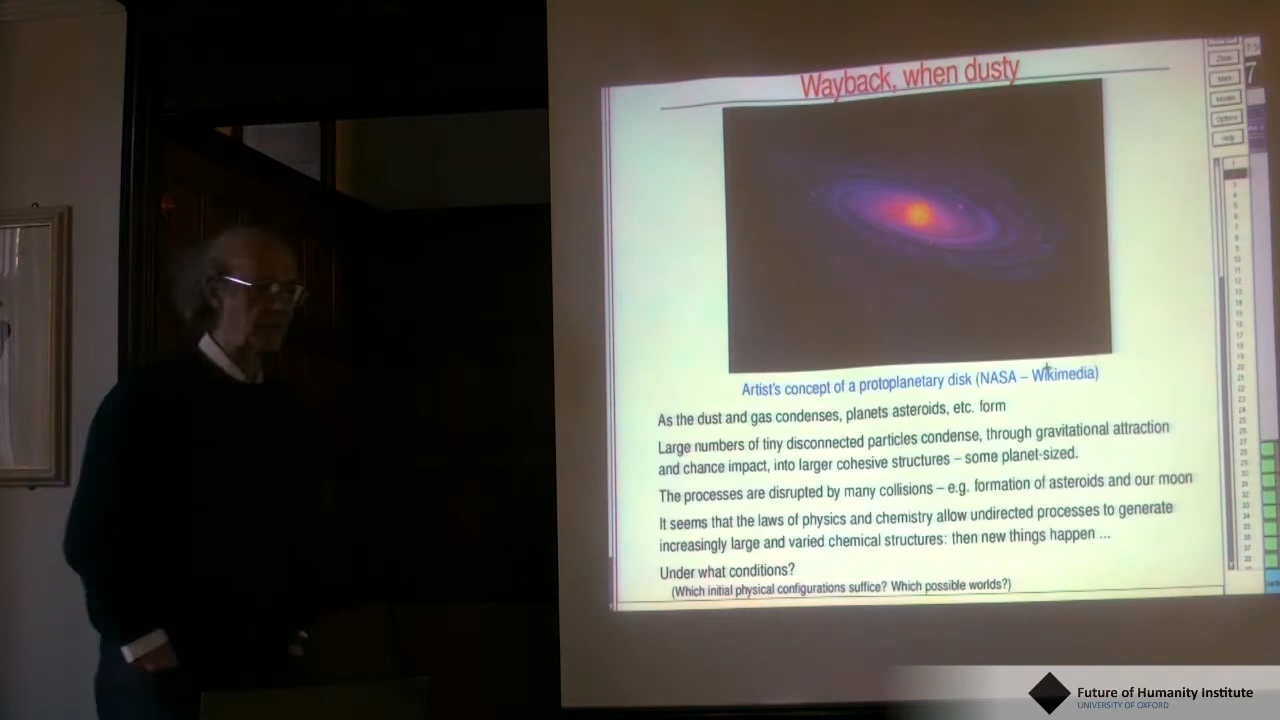 Wayback, when dusty
Artist's concept of a protoplanetary disk (NASA – Wikimedia)
As the dust and gas condenses, planets asteroids, etc. form
Large numbers of tiny disconnected particles condense, through gravitational attraction
and chance impact, into larger cohesive structures – some planet-sized.
The processes are disrupted by many collisions – e.g. formation of asteroids and our moon
It seems that the laws of physics and chemistry allow undirected processes to generate
increasingly large and varied chemical structures: then new things happen ...
Under what conditions?
(Which initial physical configurations suffice? Which possible worlds?)
Future of Humanity Institute
UNIVERSITY OF OXFORD